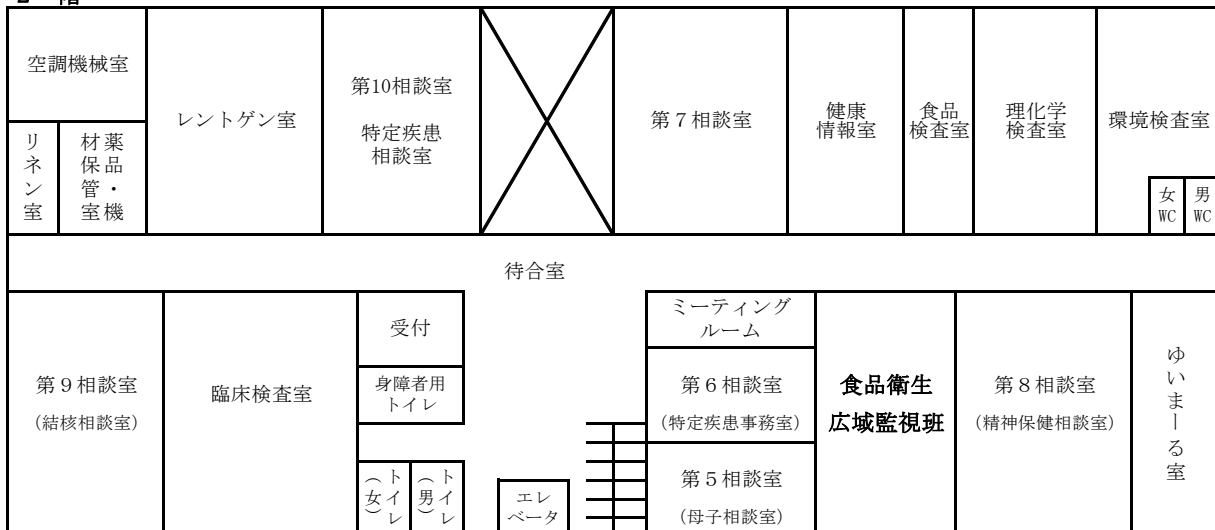 2 階
空調機械室
リネン室
薬品・機
材保管室
レントゲン室
第10相談室
特定疾患
相談室
第７相談室
健康
情報室
食品
検査室
理化学
検査室
環境検査室
女
WC
男
WC
待合室
第９相談室
(結核相談室)
臨床検査室
受付
身障者用
トイレ
トイレ
(女)
トイレ
(男)
エレ
ベータ
ミーティング
ルーム
第６相談室
(特定疾患事務室)
第５相談室
(母子相談室)
食品衛生
広域監視班
第８相談室
(精神保健相談室)
ゆいまーる室